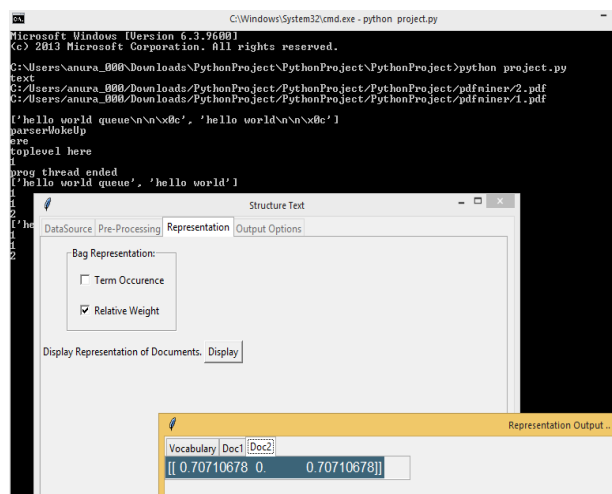 C:\Windows\System32\cmd.exe - python project.py
Microsoft Windows [Version 6.3.9600]
(c) 2013 Microsoft Corporation. All rights reserved.
C:\Users\anura_000\Downloads\PythonProject\PythonProject\PythonProject>python project.py
text
C:/Users/anura_000/Downloads/PythonProject/PythonProject/PythonProject/pdfminer/2.pdf
C:/Users/anura_000/Downloads/PythonProject/PythonProject/PythonProject/pdfminer/1.pdf
['hello world queue\n\n\x0c', 'hello world\n\n\x0c']
parserWokeUp
ere
toplevel here
1
prog thread ended
['hello world queue', 'hello world']
1
1
2
['he
1
1
2
Structure Text
DataSource Pre-Processing Representation Output Options
Bag Representation:
Term Occurence
Relative Weight
Display Representation of Documents. Display
Representation Output ..
Vocabulary Doc1 Doc2
[[ 0.70710678 0. 0.70710678]]